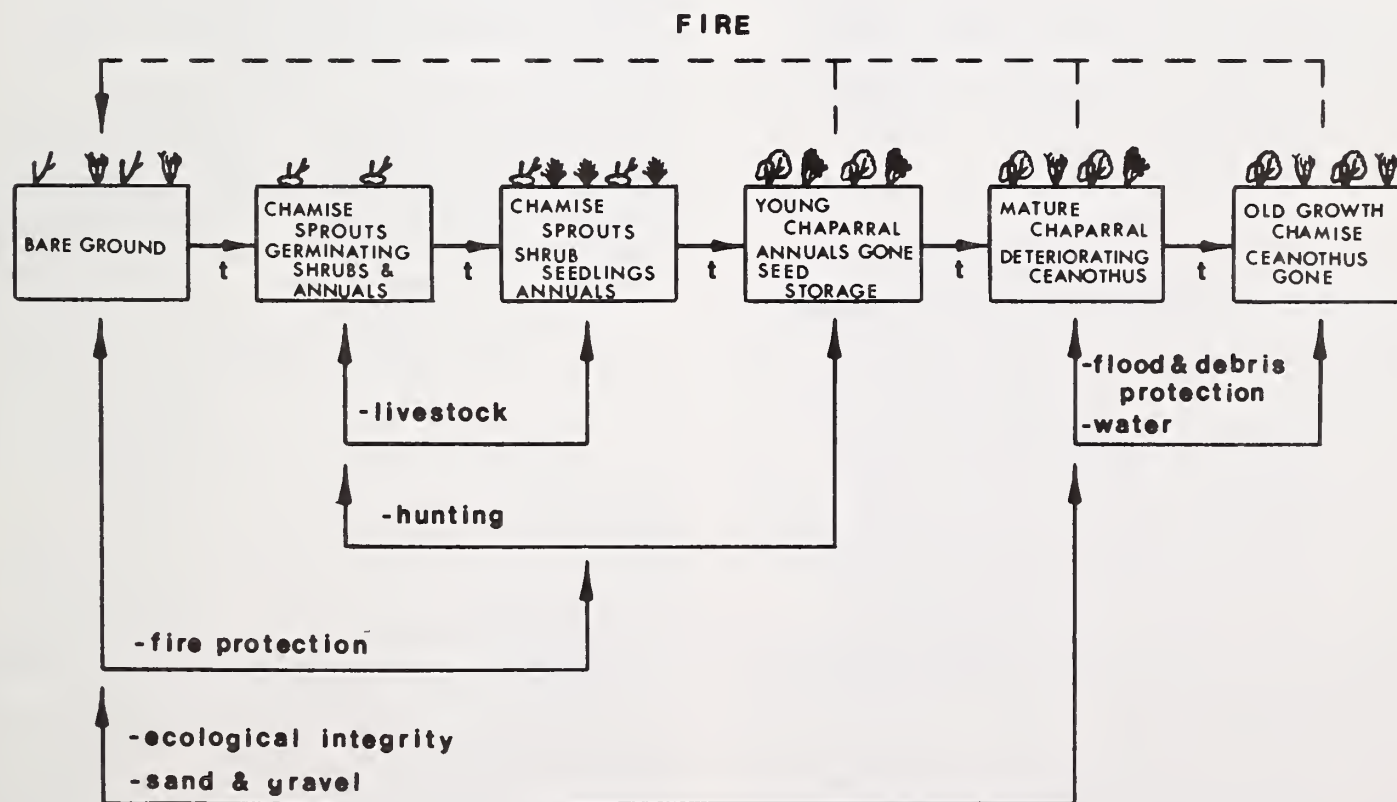 FIRE
BARE GROUND
t
CHAMISE
SPROUTS
GERMINATING
SHRUBS &
ANNUALS
t
CHAMISE
SPROUTS
SHRUB
SEEDLINGS
ANNUALS
t
YOUNG
CHAPARRAL
ANNUALS GONE
SEED
STORAGE
t
MATURE
CHAPARRAL
DETERIORATING
CEANOTHUS
t
OLD GROWTH
CHAMISE
CEANOTHUS
GONE
-flood & debris
protection
-water
-livestock
-hunting
-fire protection
-ecological integrity
-sand & gravel